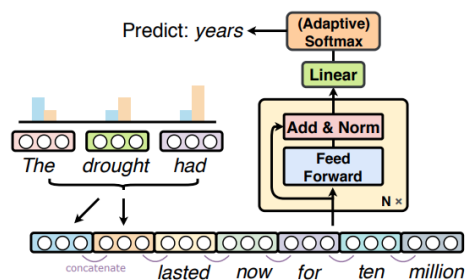 Predict: years
(Adaptive)
Softmax
Linear
Add & Norm
Feed
Forward
N ×
The drought had
concatenate
lasted now for ten million